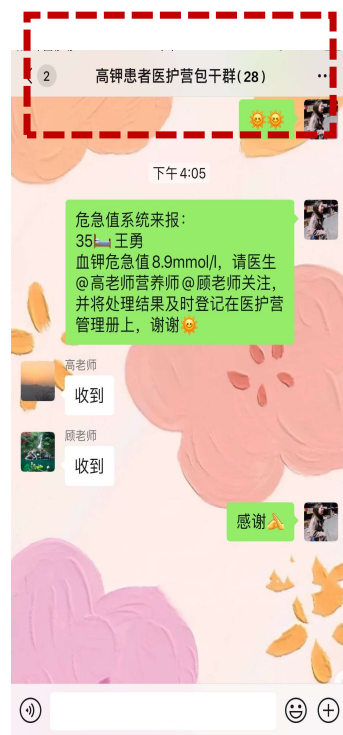 2
高钾患者医护营包干群(28)
下午4:05
危急值系统来报：
35🛏️王勇
血钾危急值8.9mmol/l，请医生
@高老师营养师@顾老师关注，
并将处理结果及时登记在医护营
管理册上，谢谢🌞
高老师
收到
顾老师
收到
感谢🙏